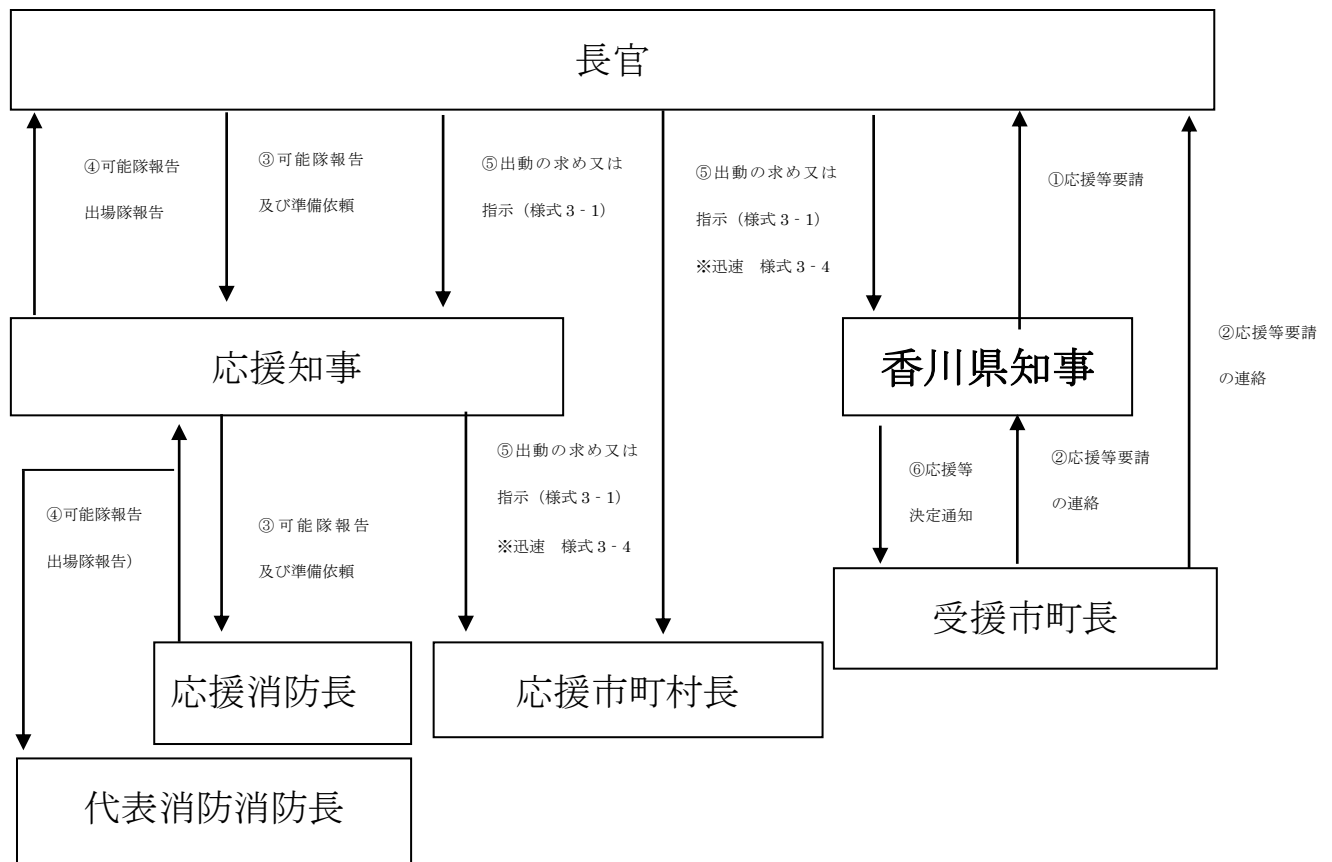 長官
④可能隊報告
出場隊報告
③可能隊報告
及び準備依頼
⑤出動の求め又は
指示（様式３‐１）
⑤出動の求め又は
指示（様式３‐１）
※迅速　様式３‐４
①応援等要請
②応援等要請
の連絡
応援知事
香川県知事
④可能隊報告
出場隊報告）
③可能隊報告
及び準備依頼
⑤出動の求め又は
指示（様式３‐１）
※迅速　様式３‐４
⑥応援等
決定通知
②応援等要請
の連絡
受援市町長
応援消防長
応援市町村長
代表消防消防長